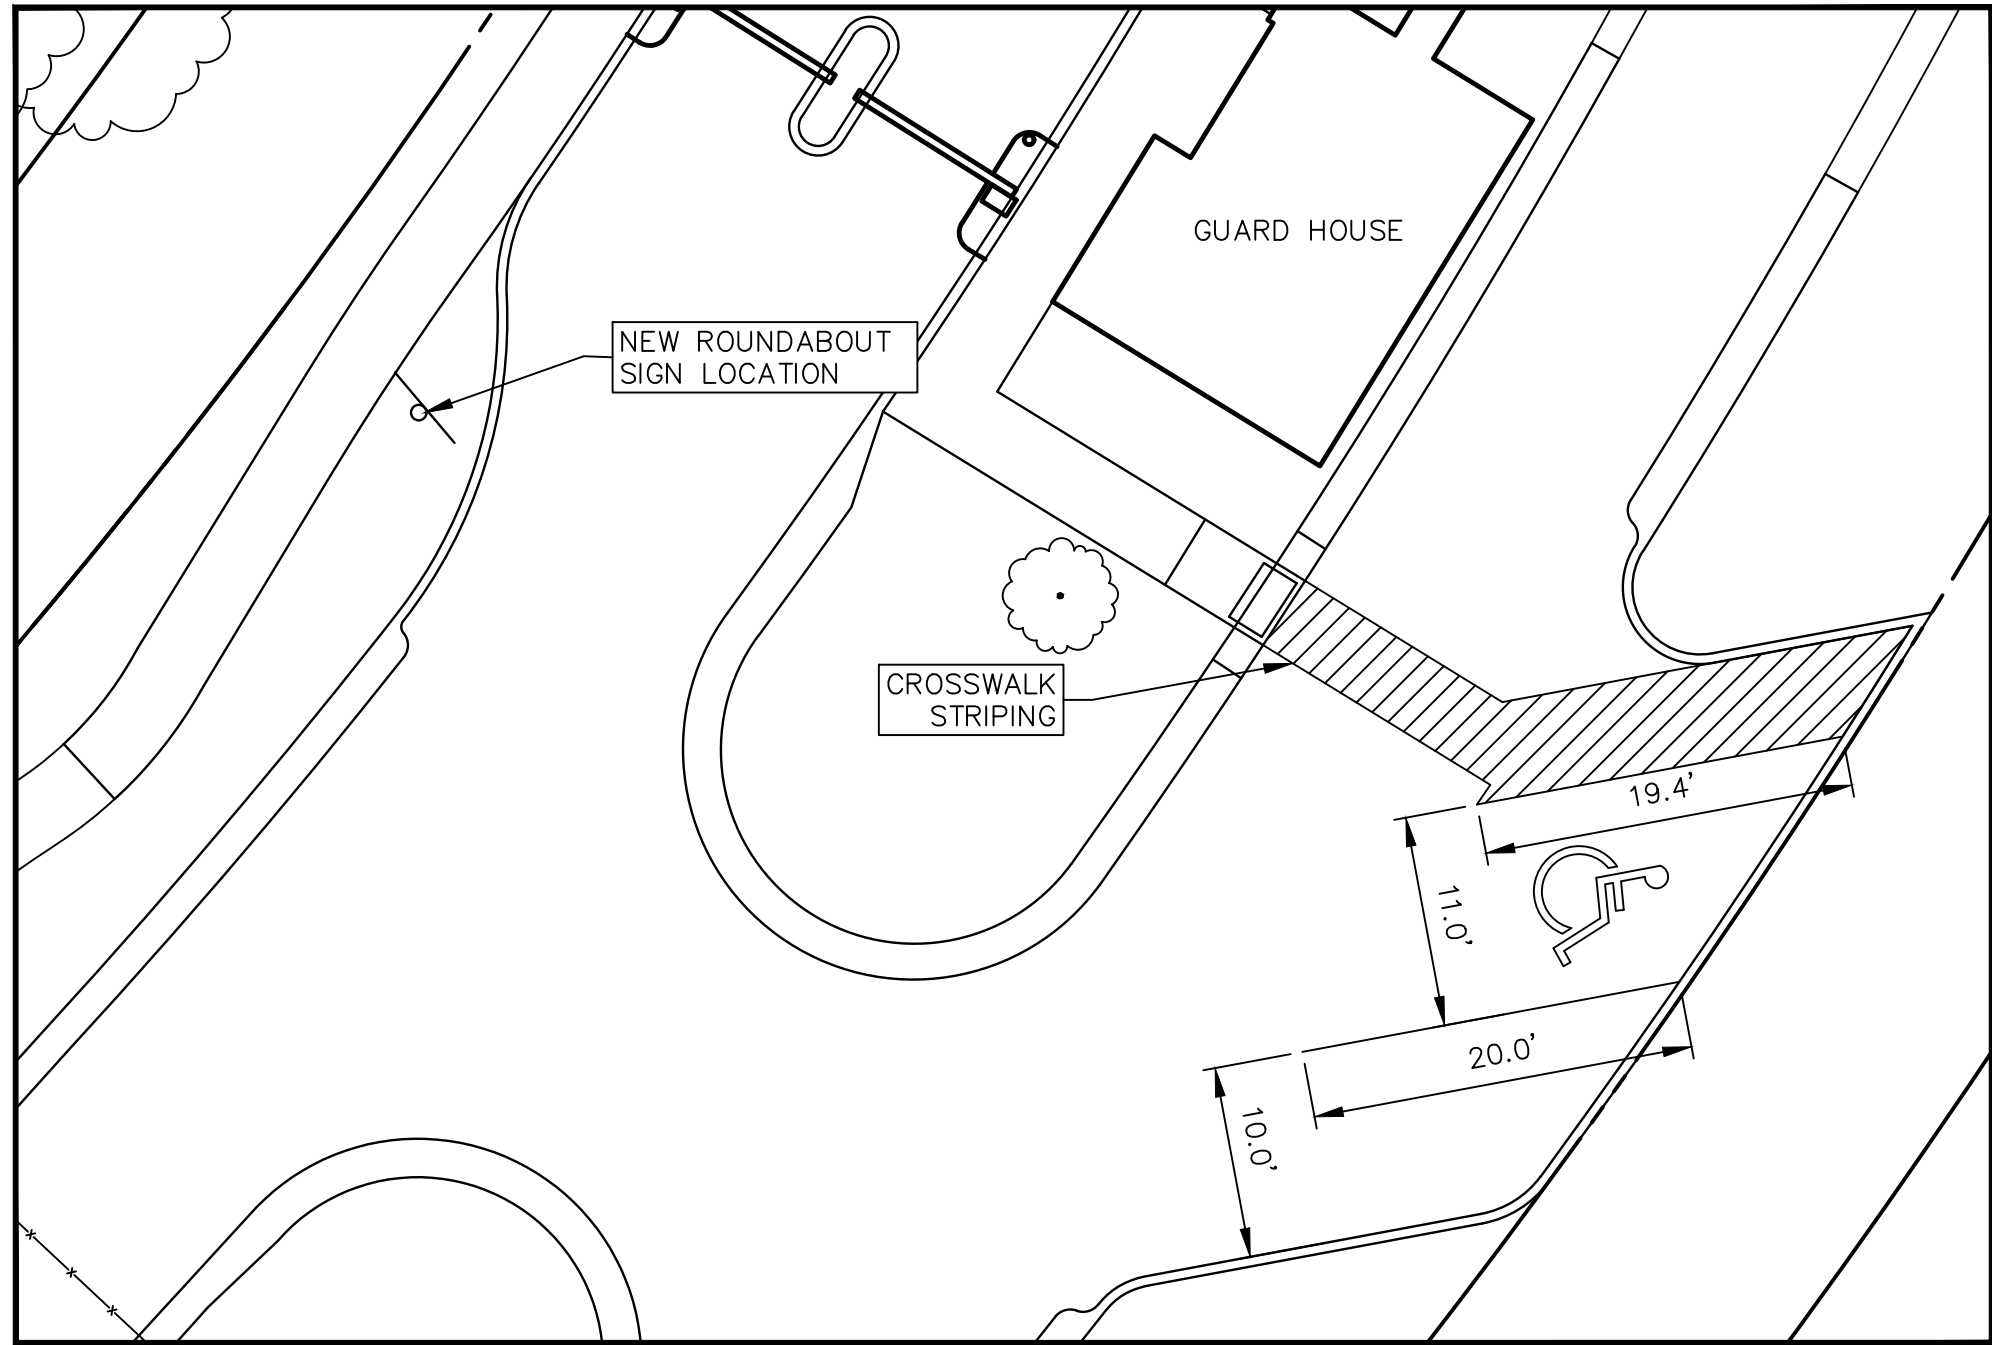 GUARD HOUSE
NEW ROUNDABOUT
SIGN LOCATION
CROSSWALK
STRIPING
19.4'
11.0'
20.0'
10.0'